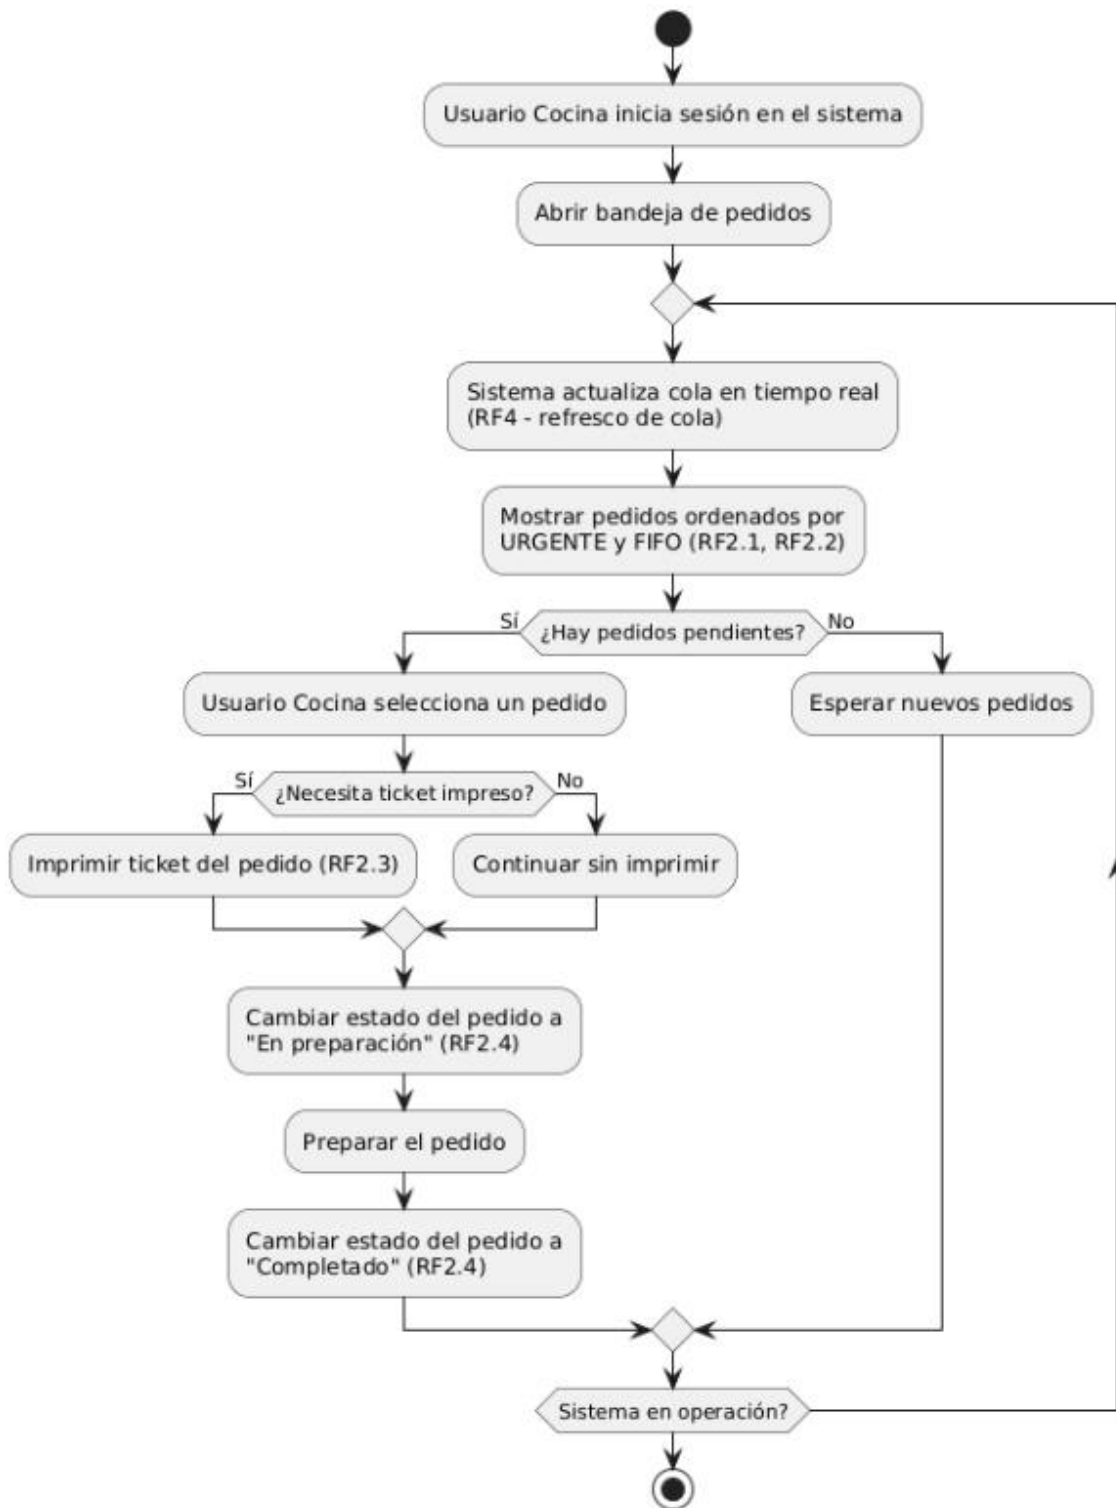 Usuario Cocina inicia sesión en el sistema
Abrir bandeja de pedidos
Sistema actualiza cola en tiempo real
(RF4 - refresco de cola)
Mostrar pedidos ordenados por
URGENTE y FIFO (RF2.1, RF2.2)
Sí
¿Hay pedidos pendientes?
No
Usuario Cocina selecciona un pedido
Esperar nuevos pedidos
Sí
¿Necesita ticket impreso?
No
Imprimir ticket del pedido (RF2.3)
Continuar sin imprimir
Cambiar estado del pedido a
"En preparación" (RF2.4)
Preparar el pedido
Cambiar estado del pedido a
"Completado" (RF2.4)
Sistema en operación?